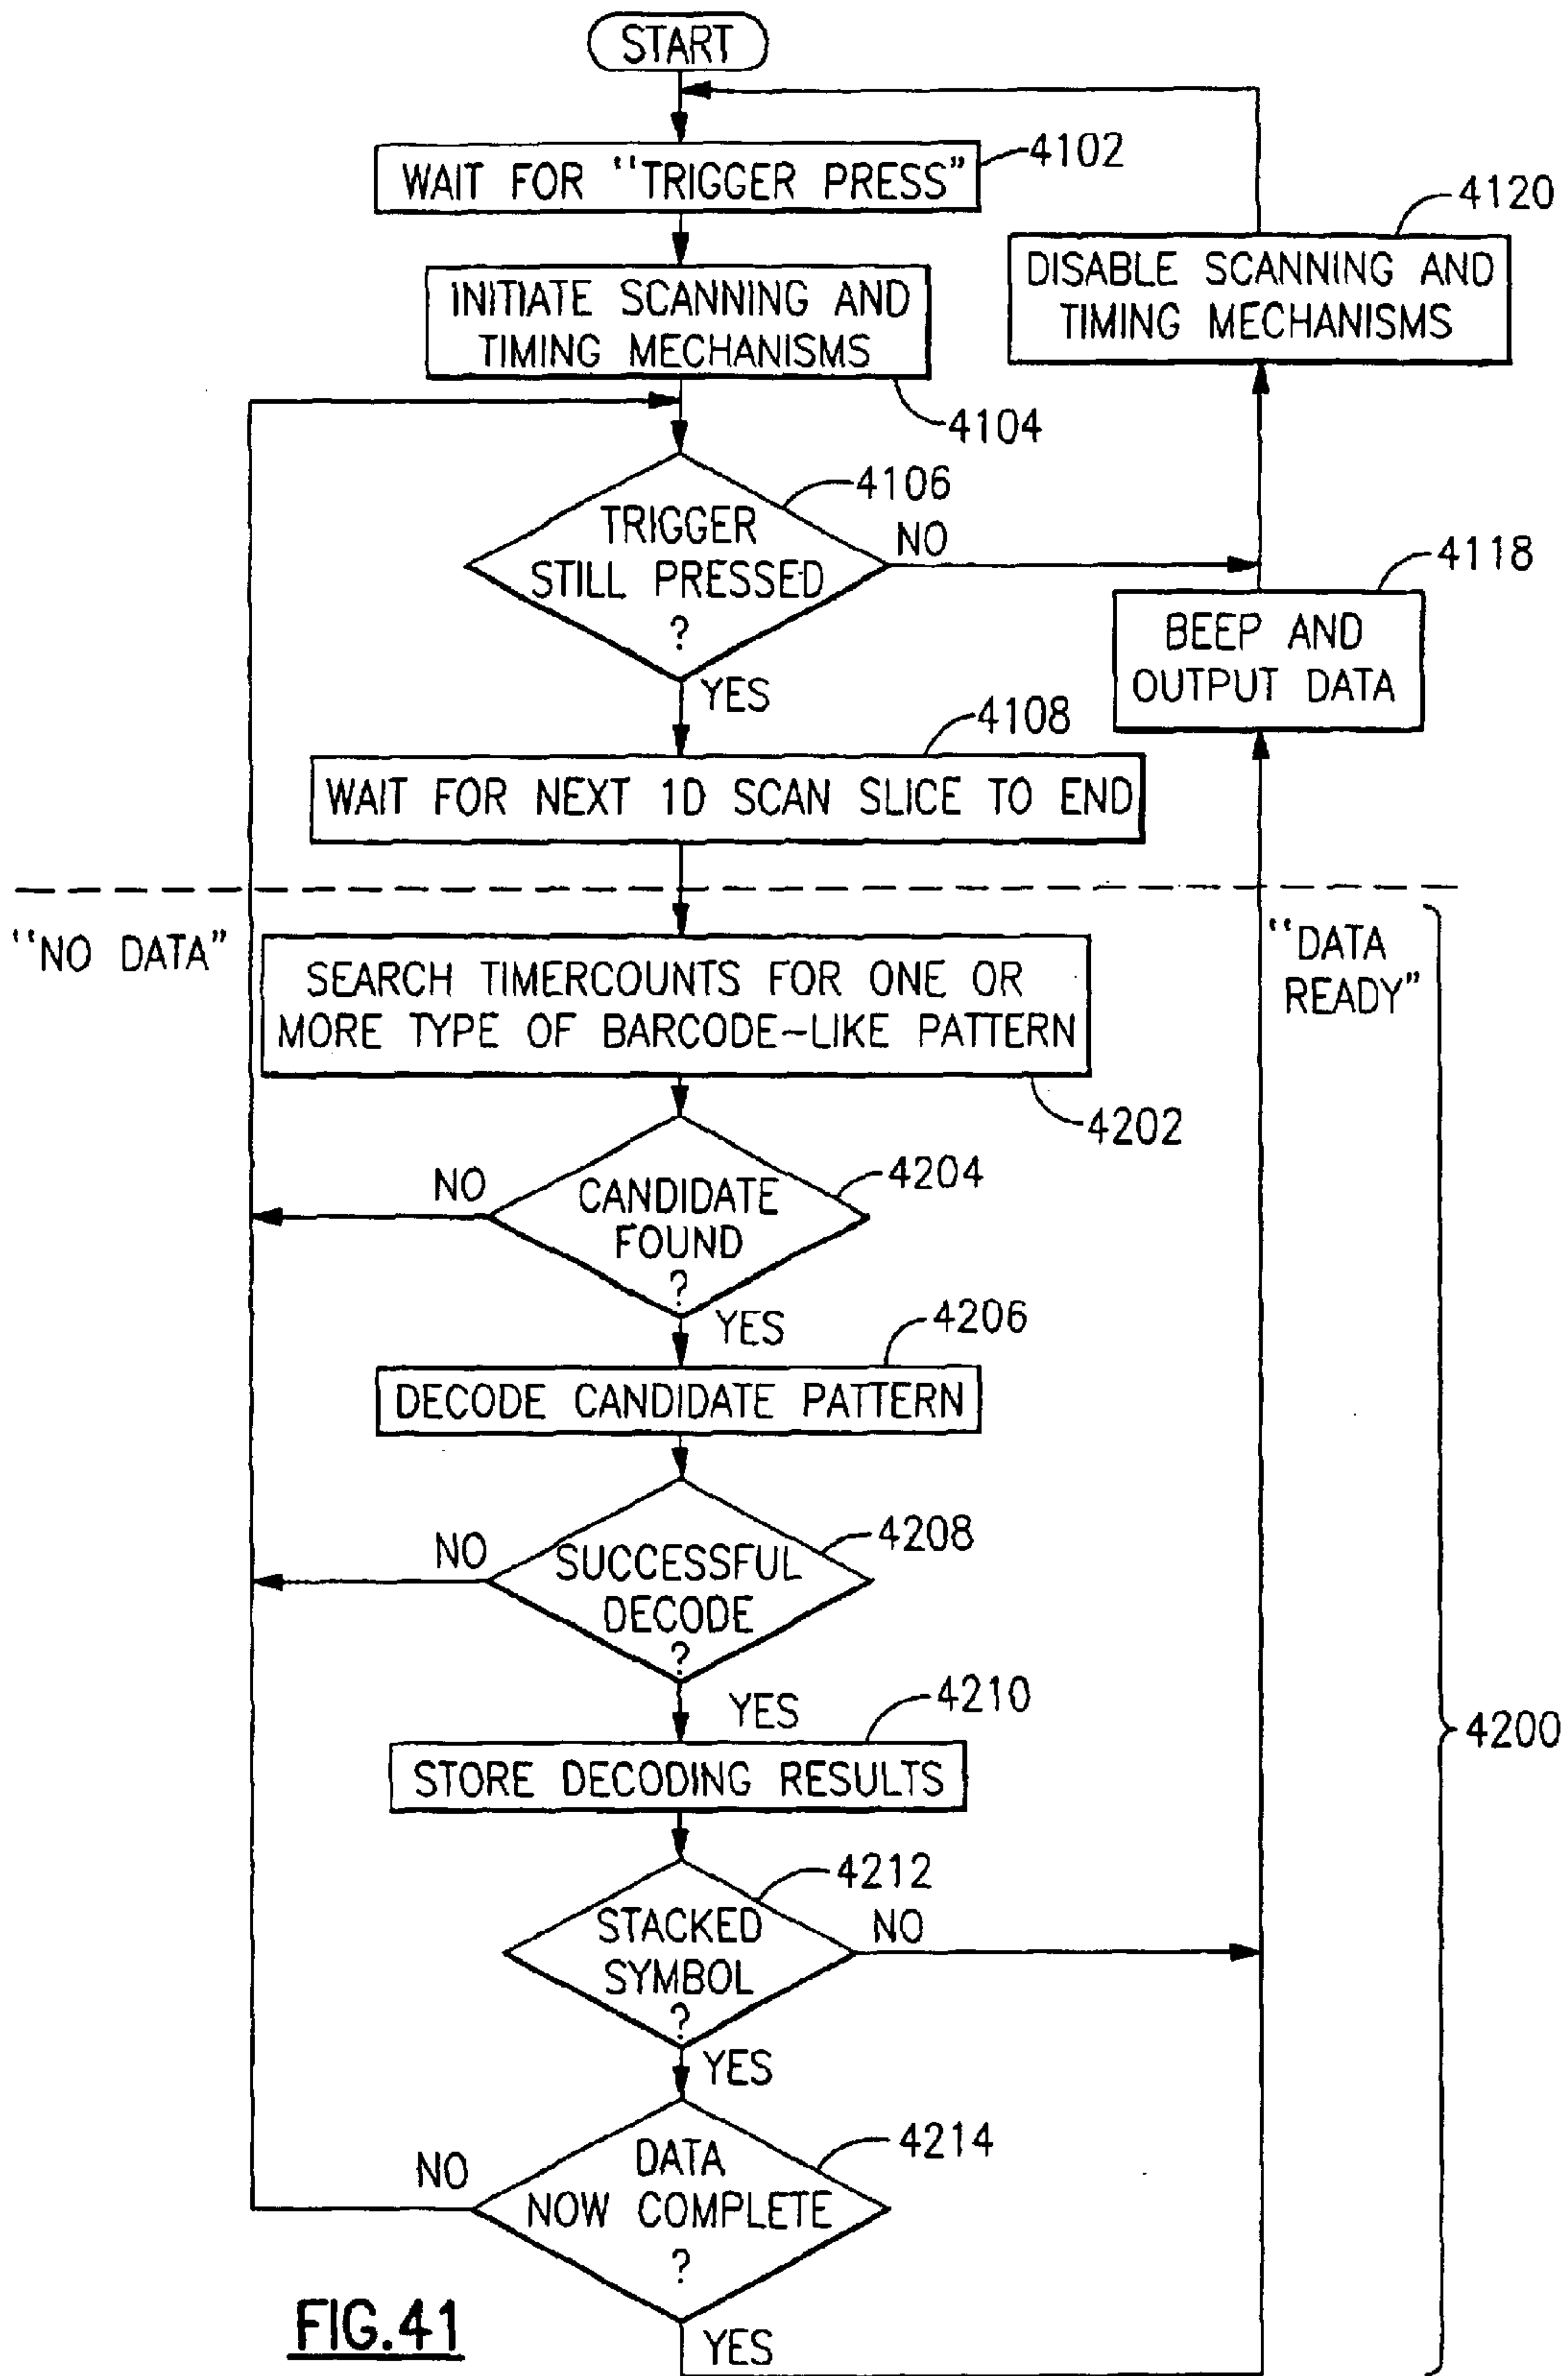 START
WAIT FOR "TRIGGER PRESS"
4102
4120
DISABLE SCANNING AND
TIMING MECHANISMS
INITIATE SCANNING AND
TIMING MECHANISMS
4104
4106
TRIGGER
STILL PRESSED
?
NO
YES
4118
BEEP AND
OUTPUT DATA
4108
WAIT FOR NEXT 1D SCAN SLICE TO END
"NO DATA"
"DATA
READY"
SEARCH TIMERCOUNTS FOR ONE OR
MORE TYPE OF BARCODE-LIKE PATTERN
4202
4204
NO
CANDIDATE
FOUND
?
YES
4206
DECODE CANDIDATE PATTERN
4208
NO
SUCCESSFUL
DECODE
?
YES
4210
4200
STORE DECODING RESULTS
4212
STACKED
SYMBOL
?
NO
YES
4214
NO
DATA
NOW COMPLETE
?
YES
FIG.41